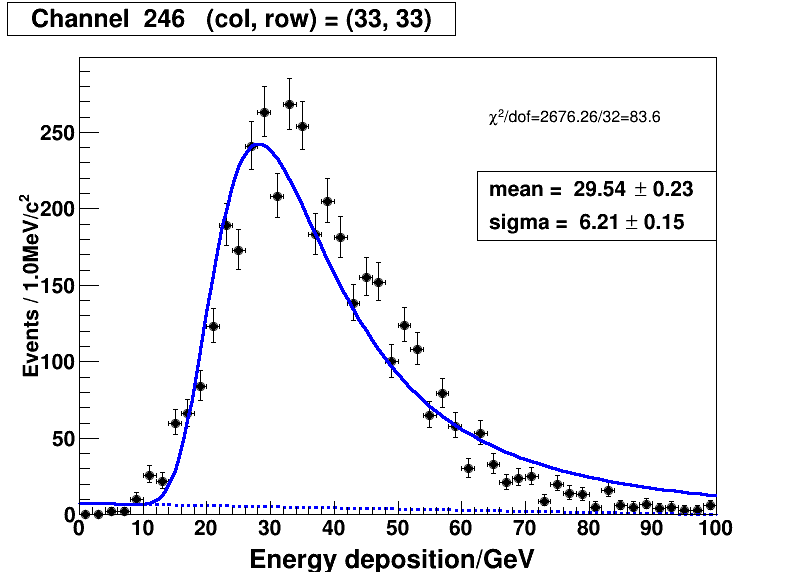 Channel 246 (col, row) = (33, 33)
χ²/dof=2676.26/32=83.6
mean = 29.54 ± 0.23
sigma = 6.21 ± 0.15
Events / 1.0MeV/c²
250
200
150
100
50
0
0 10 20 30 40 50 60 70 80 90 100
Energy deposition/GeV